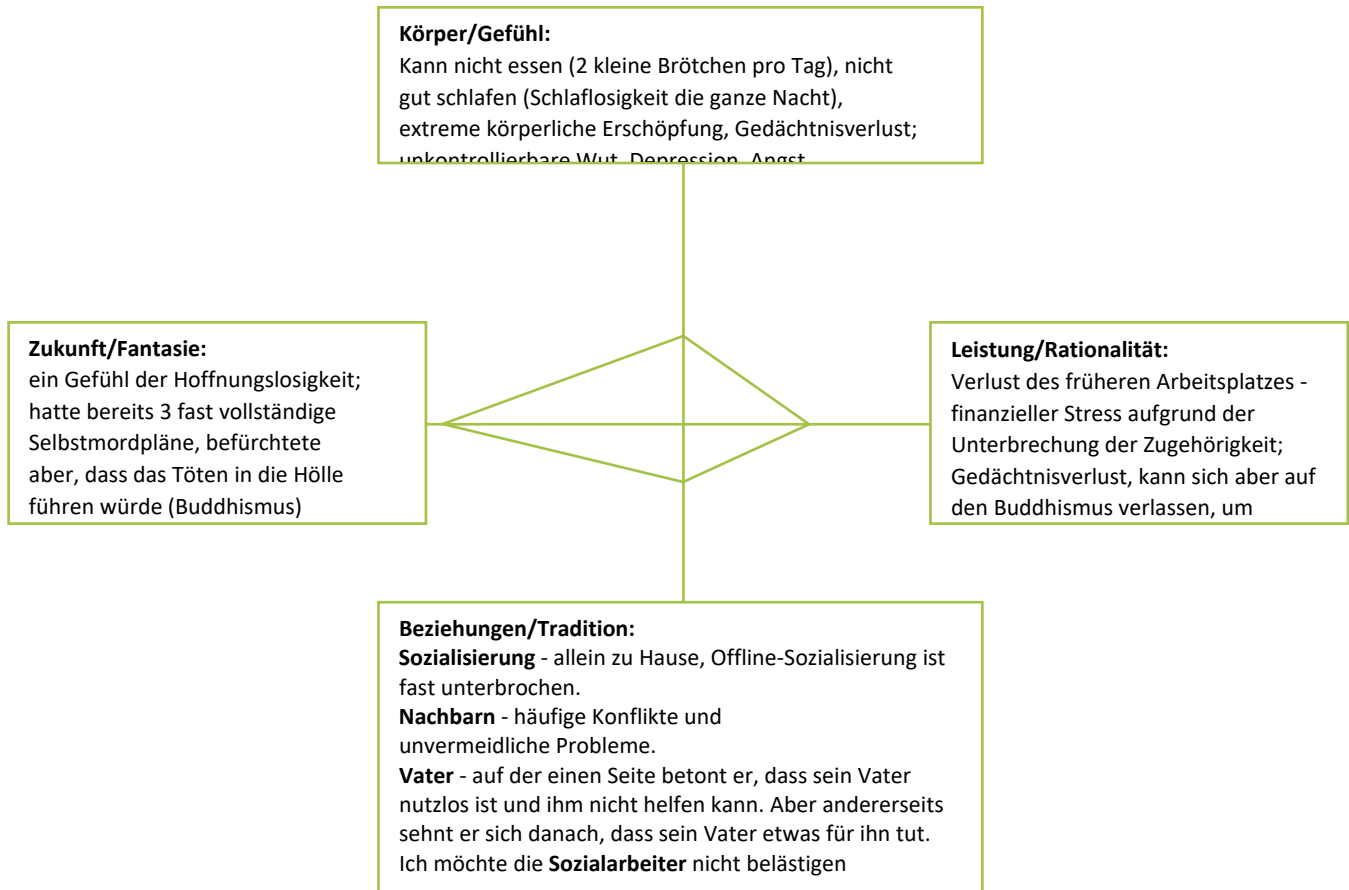 Körper/Gefühl:
Kann nicht essen (2 kleine Brötchen pro Tag), nicht
gut schlafen (Schlaflosigkeit die ganze Nacht),
extreme körperliche Erschöpfung, Gedächtnisverlust;
unkontrollierbare Wut, Depression, Angst
Zukunft/Fantasie:
ein Gefühl der Hoffnungslosigkeit;
hatte bereits 3 fast vollständige
Selbstmordpläne, befürchtete
aber, dass das Töten in die Hölle
führen würde (Buddhismus)
Leistung/Rationalität:
Verlust des früheren Arbeitsplatzes -
finanzieller Stress aufgrund der
Unterbrechung der Zugehörigkeit;
Gedächtnisverlust, kann sich aber auf
den Buddhismus verlassen, um
Beziehungen/Tradition:
Sozialisierung - allein zu Hause, Offline-Sozialisierung ist
fast unterbrochen.
Nachbarn - häufige Konflikte und
unvermeidliche Probleme.
Vater - auf der einen Seite betont er, dass sein Vater
nutzlos ist und ihm nicht helfen kann. Aber andererseits
sehnt er sich danach, dass sein Vater etwas für ihn tut.
Ich möchte die Sozialarbeiter nicht belästigen